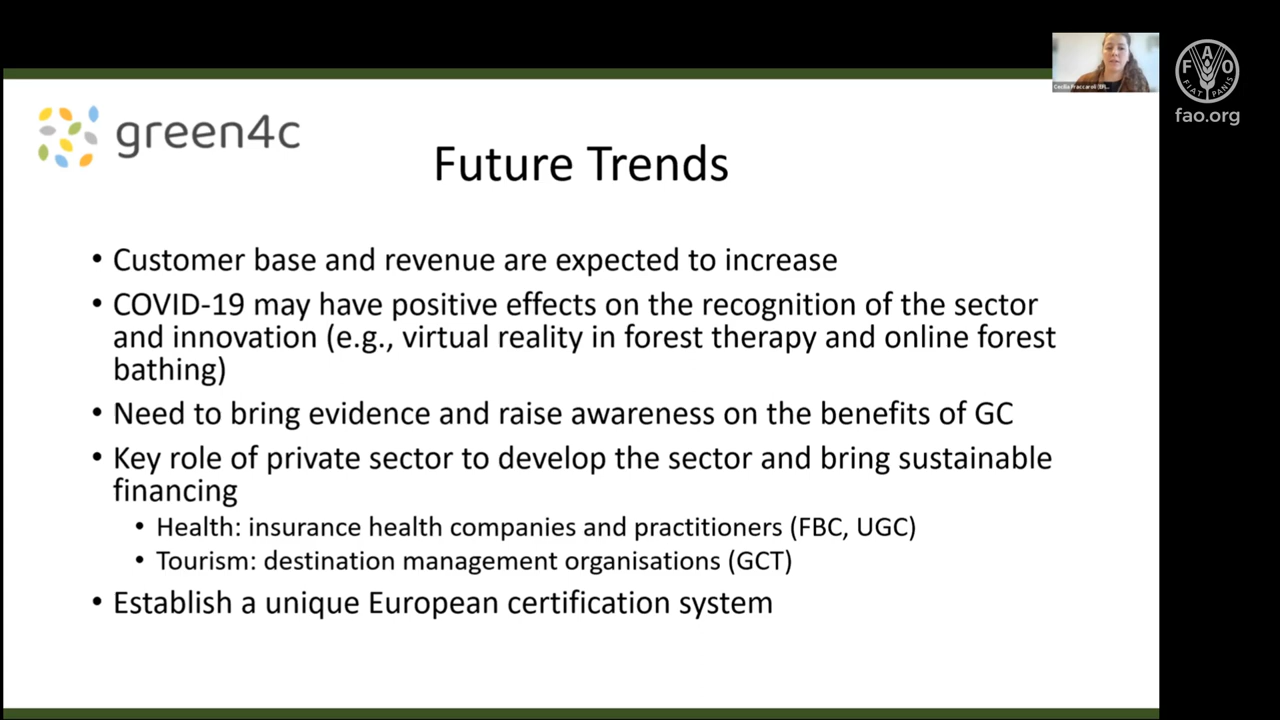 green4c
Future Trends
• Customer base and revenue are expected to increase
• COVID-19 may have positive effects on the recognition of the sector
and innovation (e.g., virtual reality in forest therapy and online forest
bathing)
• Need to bring evidence and raise awareness on the benefits of GC
• Key role of private sector to develop the sector and bring sustainable
financing
• Health: insurance health companies and practitioners (FBC, UGC)
• Tourism: destination management organisations (GCT)
• Establish a unique European certification system
Cecilia Fraccaroli
F A O
FIAT PANIS
fao.org